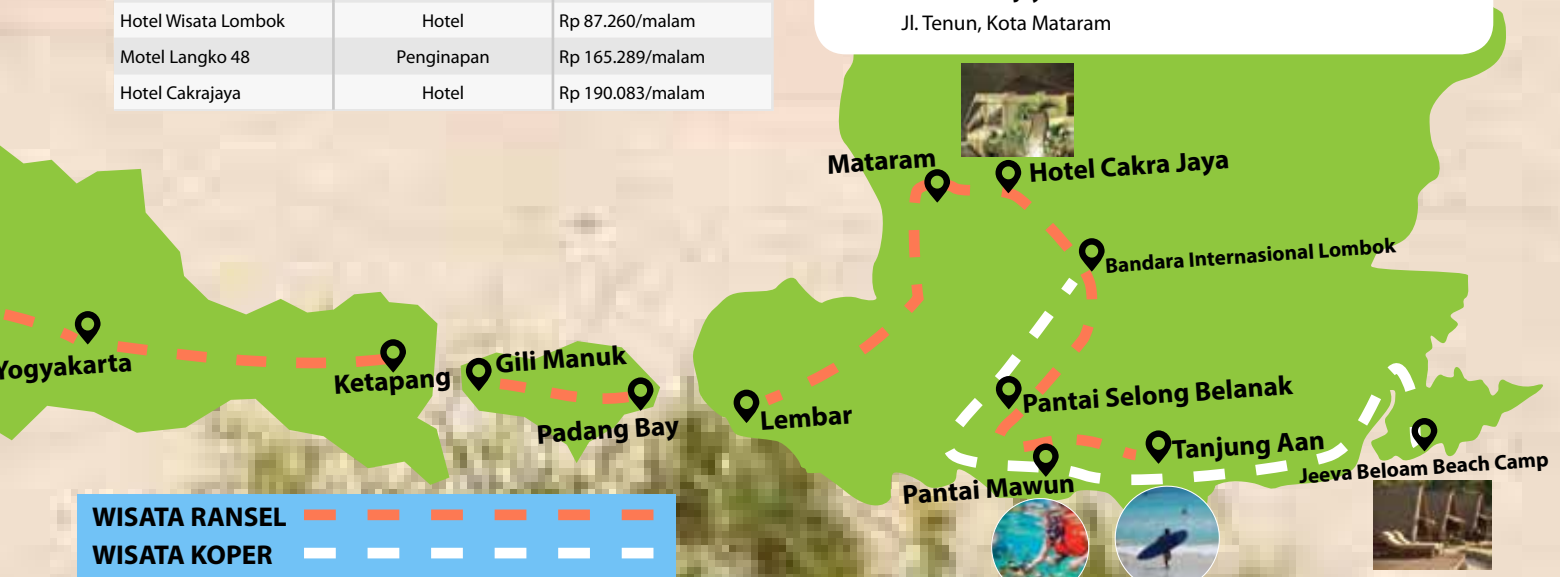 Hotel Wisata Lombok Hotel Rp 87.260/malam
Motel Langko 48 Penginapan Rp 165.289/malam
Hotel Cakrajaya Hotel Rp 190.083/malam
Jl. Tenun, Kota Mataram
Mataram
Hotel Cakra Jaya
Bandara Internasional Lombok
Yogyakarta
Ketapang
Gili Manuk
Padang Bay
Lembar
Pantai Selong Belanak
Tanjung Aan
Pantai Mawun
Jeeva Beloam Beach Camp
WISATA RANSEL
WISATA KOPER